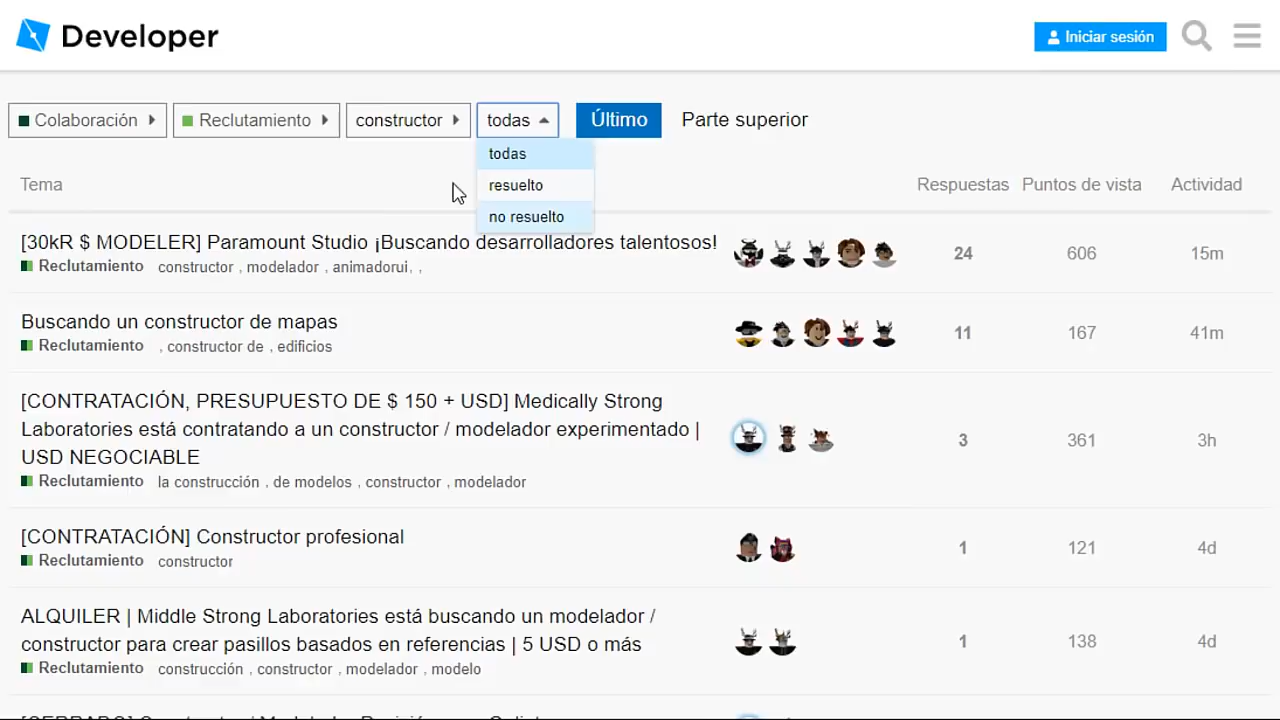 Developer
Iniciar sesión
Colaboración
Reclutamiento
constructor
todas
Último
Parte superior
todas
resuelto
no resuelto
Tema
Respuestas
Puntos de vista
Actividad
[30kR $ MODELER] Paramount Studio ¡Buscando desarrolladores talentosos!
Reclutamiento constructor , modelador , animadorui, ,
24 606 15m
Buscando un constructor de mapas
Reclutamiento , constructor de , edificios
11 167 41m
[CONTRATACIÓN, PRESUPUESTO DE $ 150 + USD] Medically Strong
Laboratories está contratando a un constructor / modelador experimentado |
USD NEGOCIABLE
Reclutamiento la construcción , de modelos , constructor , modelador
3 361 3h
[CONTRATACIÓN] Constructor profesional
Reclutamiento constructor
1 121 4d
ALQUILER | Middle Strong Laboratories está buscando un modelador /
constructor para crear pasillos basados en referencias | 5 USD o más
Reclutamiento construcción , constructor , modelador , modelo
1 138 4d